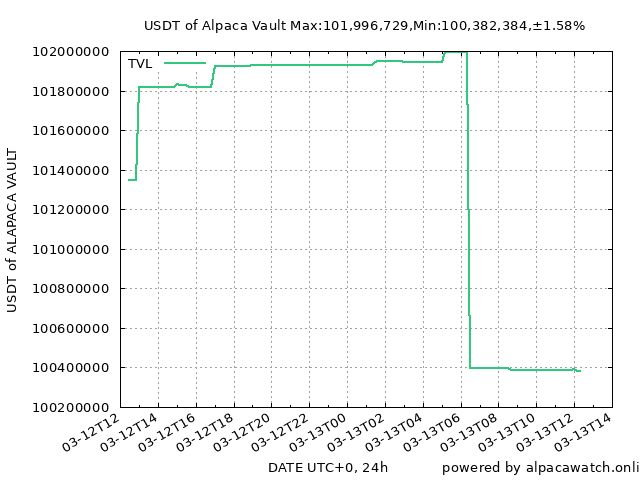 USDT of Alpaca Vault Max:101,996,729,Min:100,382,384,±1.58%
TVL
102000000
101800000
101600000
101400000
101200000
101000000
100800000
100600000
100400000
100200000
USDT of ALAPACA VAULT
03-12T12
03-12T14
03-12T16
03-12T18
03-12T20
03-12T22
03-13T00
03-13T02
03-13T04
03-13T06
03-13T08
03-13T10
03-13T12
03-13T14
DATE UTC+0, 24h
powered by alpacawatch.onli